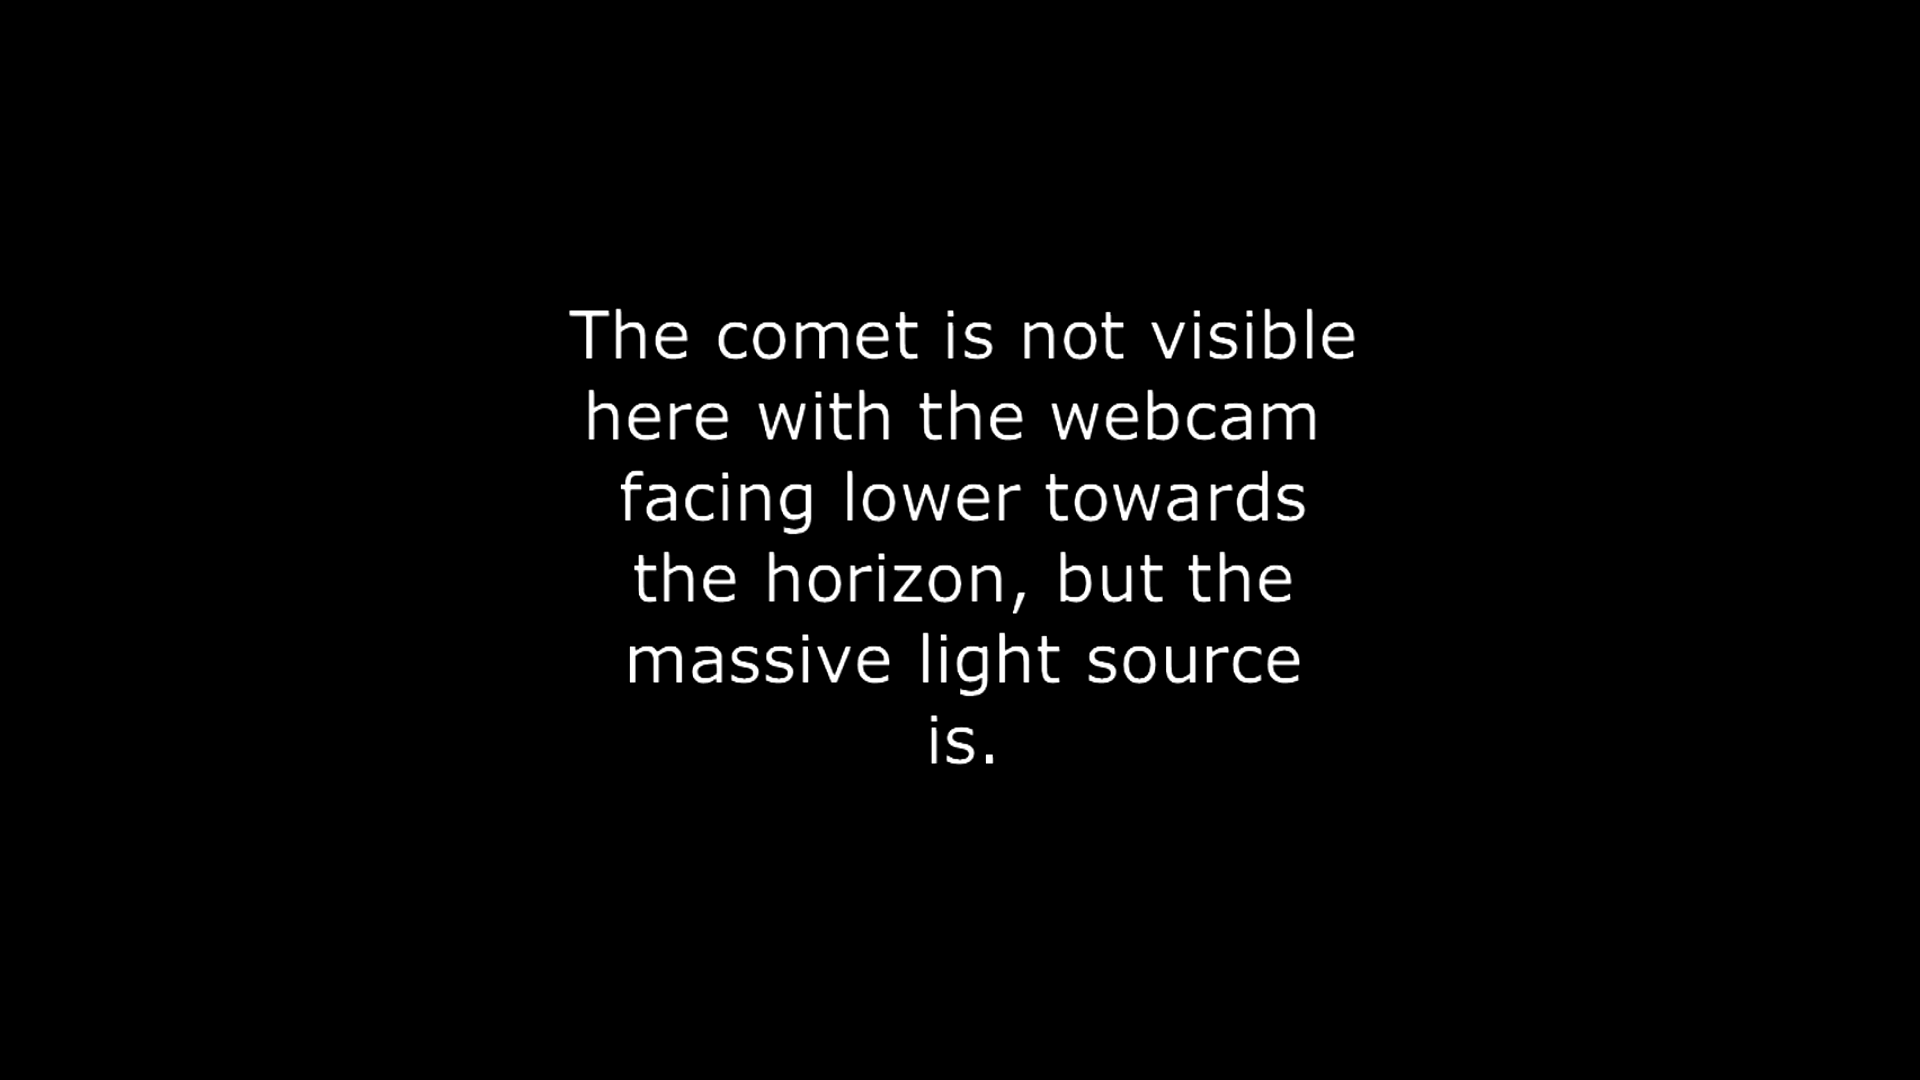 The comet is not visible
here with the webcam
facing lower towards
the horizon, but the
massive light source
is.